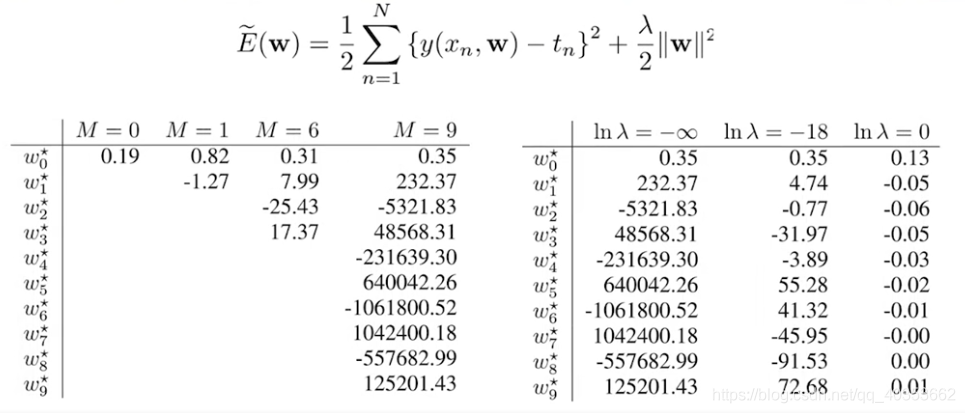 Ẽ(w) = 1/2 ∑_{n=1}^{N} {y(x_n, w) − t_n}² + λ/2 ‖w‖²
M = 0 M = 1 M = 6 M = 9
w₀* 0.19 0.82 0.31 0.35
w₁* -1.27 7.99 232.37
w₂* -25.43 -5321.83
w₃* 17.37 48568.31
w₄* -231639.30
w₅* 640042.26
w₆* -1061800.52
w₇* 1042400.18
w₈* -557682.99
w₉* 125201.43
ln λ = −∞ ln λ = −18 ln λ = 0
w₀* 0.35 0.35 0.13
w₁* 232.37 4.74 -0.05
w₂* -5321.83 -0.77 -0.06
w₃* 48568.31 -31.97 -0.05
w₄* -231639.30 -3.89 -0.03
w₅* 640042.26 55.28 -0.02
w₆* -1061800.52 41.32 -0.01
w₇* 1042400.18 -45.95 -0.00
w₈* -557682.99 -91.53 0.00
w₉* 125201.43 72.68 0.01